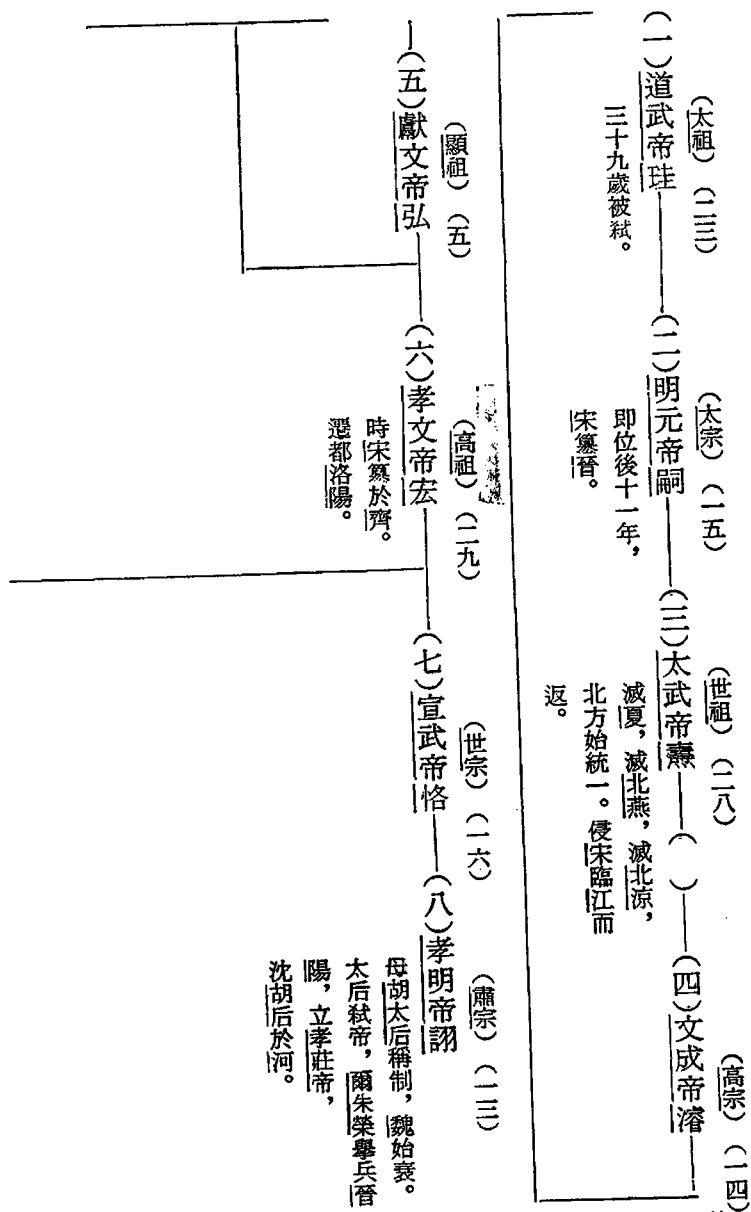 (一)道武帝珪
(太祖)(二三)
三十九歲被弒。
(二)明元帝嗣
(太宗)(一五)
即位後十一年，
宋篡晉。
(三)太武帝燾
(世祖)(二八)
滅夏，滅北燕，滅北涼，
北方始統一。侵宋臨江而
返。
( )
(四)文成帝濬
(高宗)(一四)
(五)獻文帝弘
(顯祖)(五)
(六)孝文帝宏
(高祖)(二九)
時宋篡於齊。
遷都洛陽。
(七)宣武帝恪
(世宗)(一六)
(八)孝明帝詡
(肅宗)(一三)
母胡太后稱制，魏始衰。
太后弒帝，爾朱榮舉兵晉
陽，立孝莊帝，
沈胡后於河。